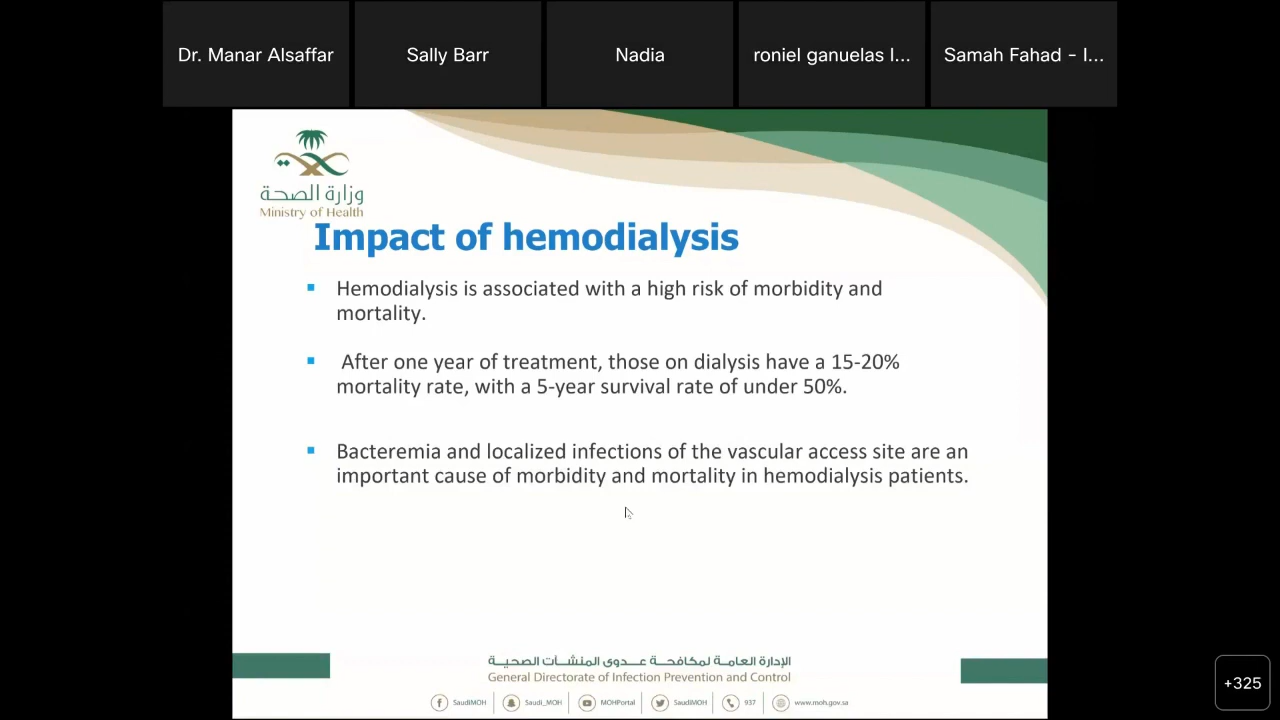 Dr. Manar Alsaffar
Sally Barr
Nadia
roniel ganuelas l...
Samah Fahad - I...
وزارة الصحة
Ministry of Health
Impact of hemodialysis
Hemodialysis is associated with a high risk of morbidity and
mortality.
After one year of treatment, those on dialysis have a 15-20%
mortality rate, with a 5-year survival rate of under 50%.
Bacteremia and localized infections of the vascular access site are an
important cause of morbidity and mortality in hemodialysis patients.
الإدارة العامة لمكافحة عدوى المنشآت الصحية
General Directorate of Infection Prevention and Control
SaudiMOH
Saudi_MOH
MOHPortal
SaudiMOH
937
www.moh.gov.sa
+325